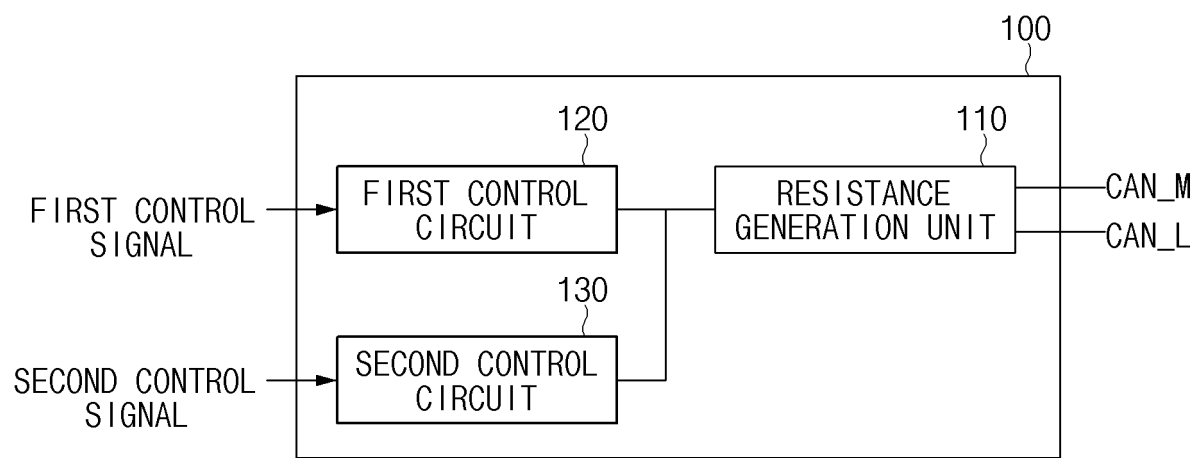 100
120
110
FIRST CONTROL
SIGNAL
FIRST CONTROL
CIRCUIT
RESISTANCE
GENERATION UNIT
CAN_M
CAN_L
130
SECOND CONTROL
SIGNAL
SECOND CONTROL
CIRCUIT